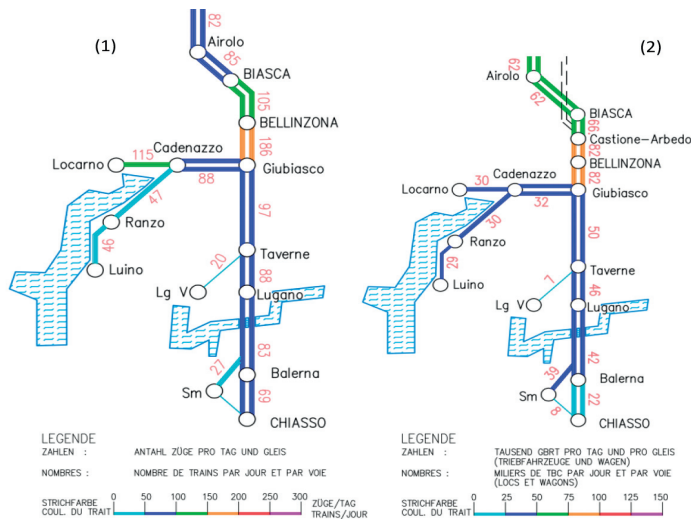 (1)
82
Airolo
85
BIASCA
105
BELLINZONA
186
Locarno
115
Cadenazzo
Giubiasco
88
47
97
Ranzo
46
Luino
20
Taverne
Lg V
88
Lugano
83
27
Balerna
Sm
69
CHIASSO
LEGENDE
ZAHLEN : ANTAHL ZÜGE PRO TAG UND GLEIS
NOMBRES : NOMBRE DE TRAINS PAR JOUR ET PAR VOIE
STRICHFARBE
COUL. DU TRAIT
0 50 100 150 200 250 300
ZÜGE/TAG
TRAINS/JOUR
(2)
62
Airolo
62
BIASCA
66
Castione-Arbedo
82
BELLINZONA
82
Cadenazzo
Locarno
30
Giubiasco
32
30
50
Ranzo
29
Luino
Taverne
7
Lg V
46
Lugano
42
39
Balerna
Sm
22
8
CHIASSO
LEGENDE
ZAHLEN : TAUSEND GBRT PRO TAG UND PRO GLEIS
(TRIEBFAHRZEUGE UND WAGEN)
NOMBRES : MILIERS DE TBC PAR JOUR ET PAR VOIE
(LOCS ET WAGONS)
STRICHFARBE
COUL. DU TRAIT
0 25 50 75 100 125 150